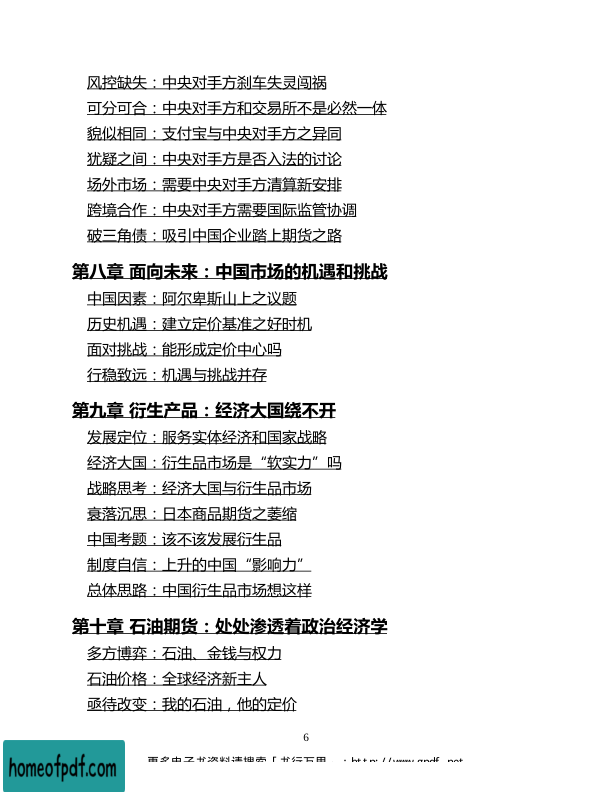 风控缺失：中央对手方刹车失灵闯祸
可分可合：中央对手方和交易所不是必然一体
貌似相同：支付宝与中央对手方之异同
犹疑之间：中央对手方是否入法的讨论
场外市场：需要中央对手方清算新安排
跨境合作：中央对手方需要国际监管协调
破三角债：吸引中国企业踏上期货之路
第八章 面向未来：中国市场的机遇和挑战
中国因素：阿尔卑斯山上之议题
历史机遇：建立定价基准之好时机
面对挑战：能形成定价中心吗
行稳致远：机遇与挑战并存
第九章 衍生产品：经济大国绕不开
发展定位：服务实体经济和国家战略
经济大国：衍生品市场是“软实力”吗
战略思考：经济大国与衍生品市场
衰落沉思：日本商品期货之萎缩
中国考题：该不该发展衍生品
制度自信：上升的中国“影响力”
总体思路：中国衍生品市场想这样
第十章 石油期货：处处渗透着政治经济学
多方博弈：石油、金钱与权力
石油价格：全球经济新主人
亟待改变：我的石油，他的定价
6
homeofpdf.com